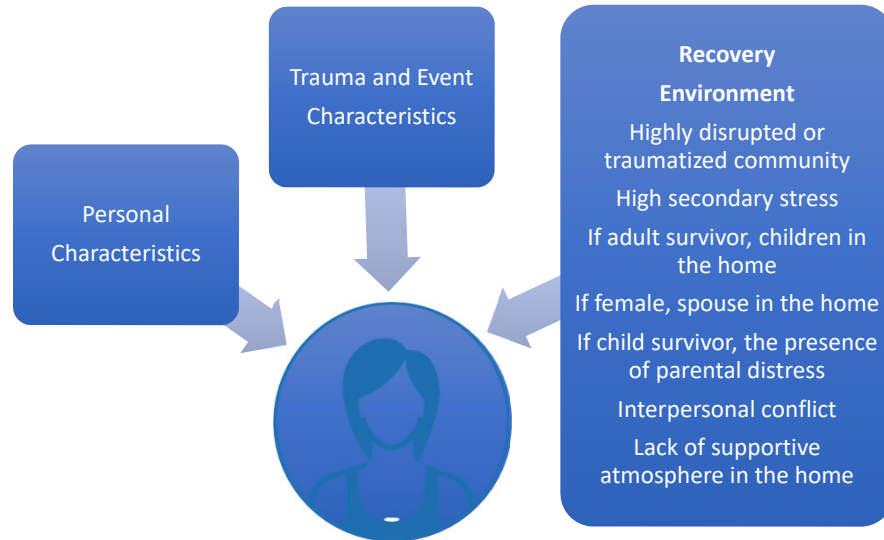 Personal
Characteristics
Trauma and Event
Characteristics
Recovery
Environment
Highly disrupted or
traumatized community
High secondary stress
If adult survivor, children in
the home
If female, spouse in the home
If child survivor, the presence
of parental distress
Interpersonal conflict
Lack of supportive
atmosphere in the home